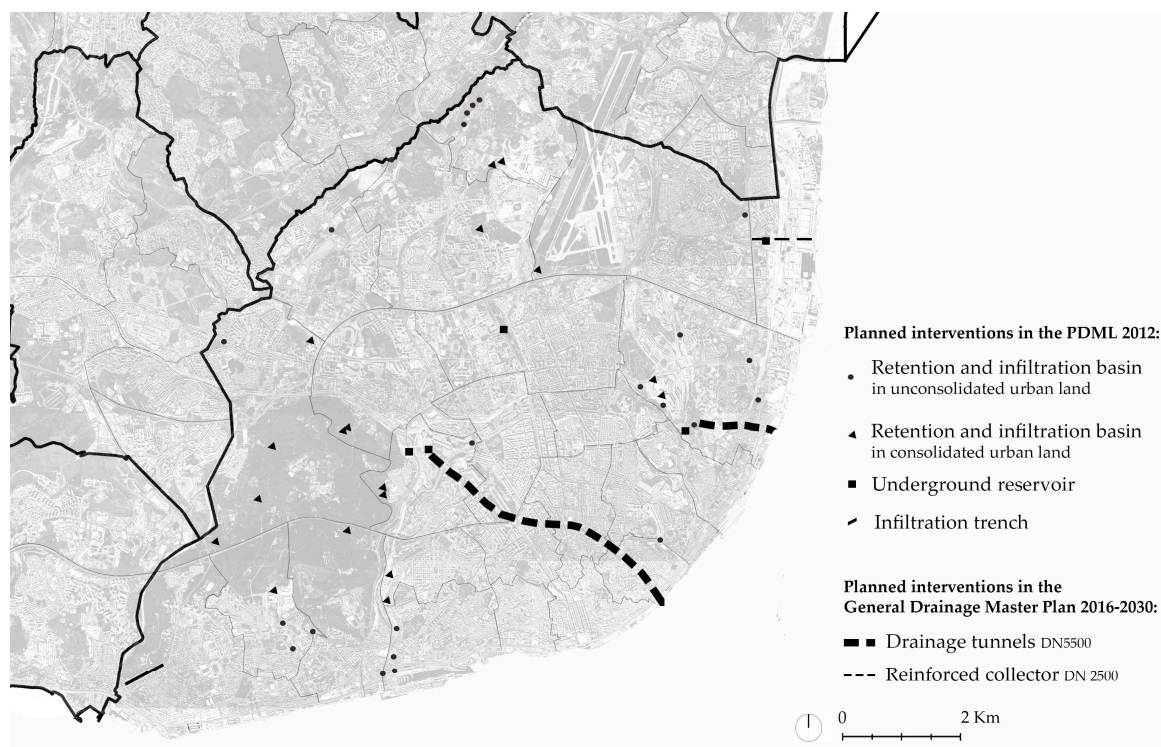 Planned interventions in the PDML 2012:
Retention and infiltration basin
in unconsolidated urban land
Retention and infiltration basin
in consolidated urban land
Underground reservoir
Infiltration trench
Planned interventions in the
General Drainage Master Plan 2016-2030:
Drainage tunnels DN5500
Reinforced collector DN 2500
0 2 Km